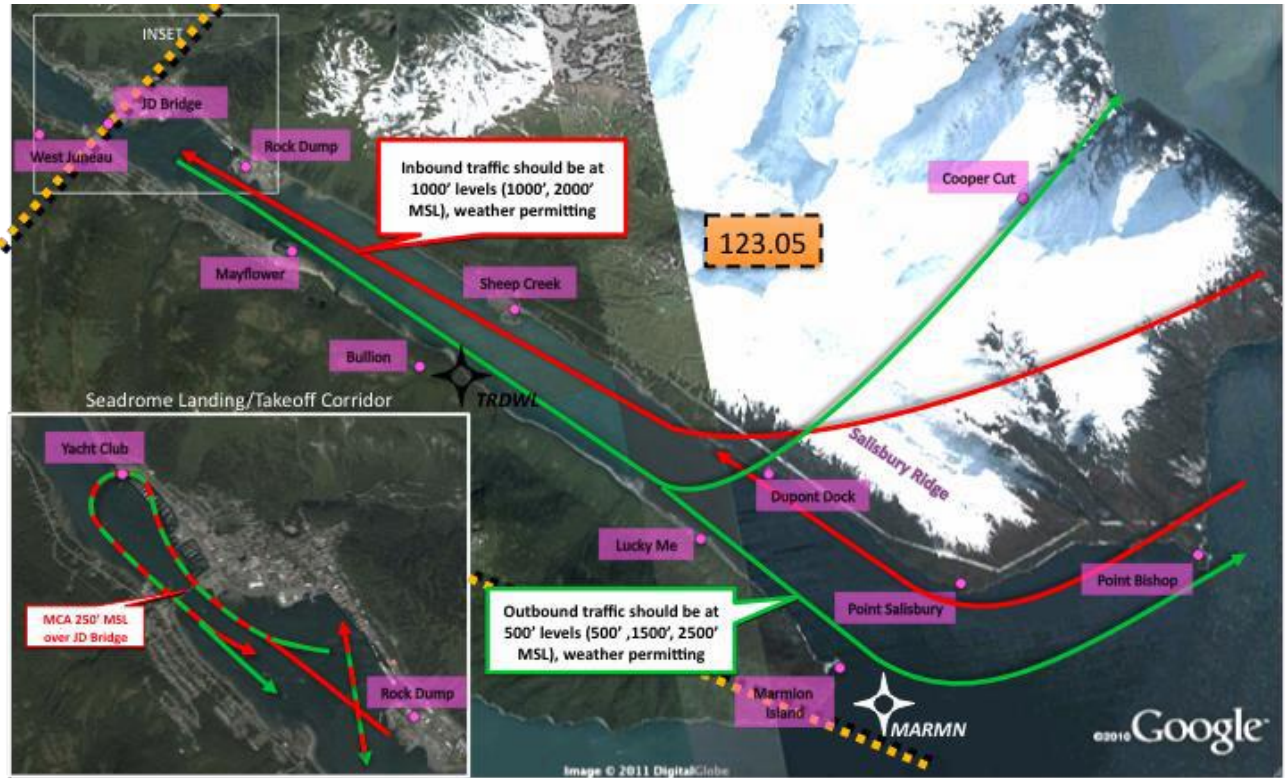 INSET
JD Bridge
West Juneau
Rock Dump
Inbound traffic should be at
1000’ levels (1000’, 2000’
MSL), weather permitting
Cooper Cut
123.05
Mayflower
Sheep Creek
Bullion
TRDWL
Seadrome Landing/Takeoff Corridor
Yacht Club
MCA 250’ MSL
over JD Bridge
Rock Dump
Salisbury Ridge
Dupont Dock
Lucky Me
Point Salisbury
Point Bishop
Outbound traffic should be at
500’ levels (500’ ,1500’, 2500’
MSL), weather permitting
Marmion
Island
MARMN
©2010 Google
Image © 2011 DigitalGlobe